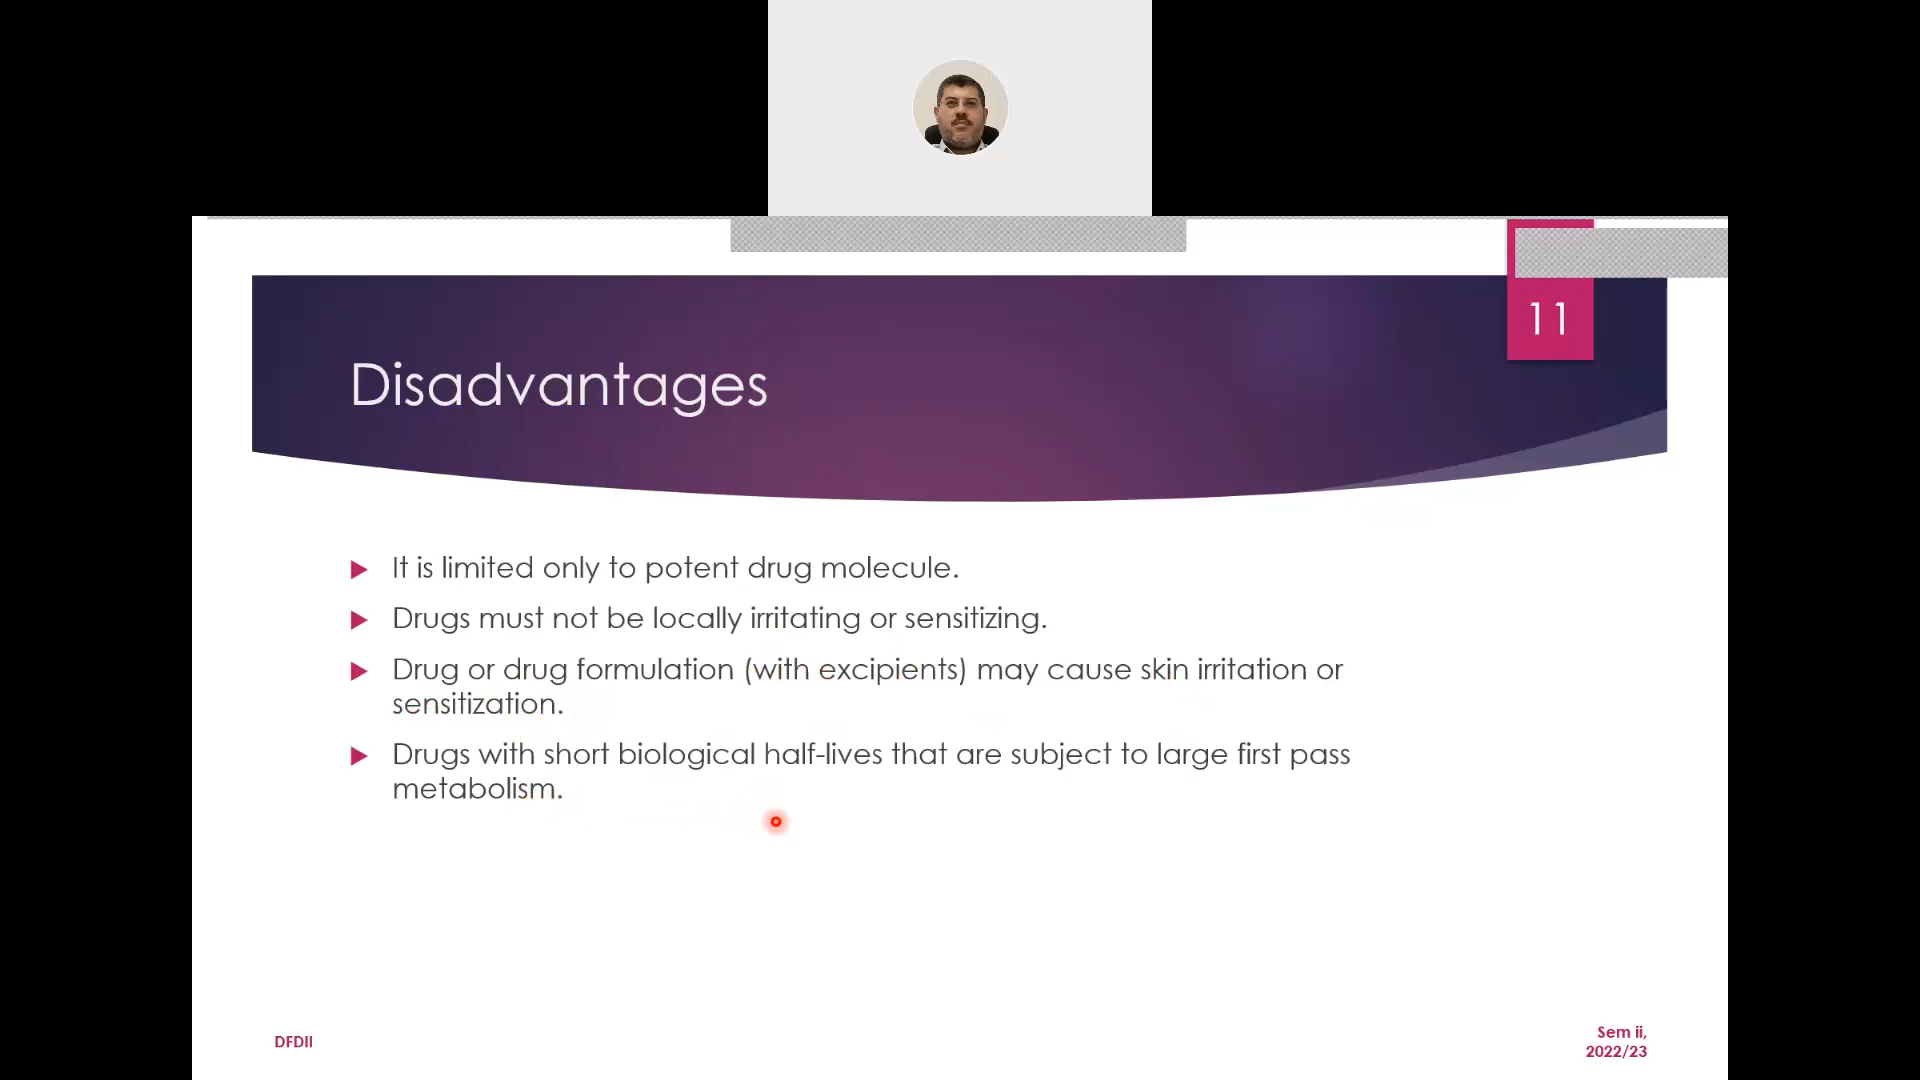 11
Disadvantages
It is limited only to potent drug molecule.
Drugs must not be locally irritating or sensitizing.
Drug or drug formulation (with excipients) may cause skin irritation or
sensitization.
Drugs with short biological half-lives that are subject to large first pass
metabolism.
DFDII
Sem ii,
2022/23